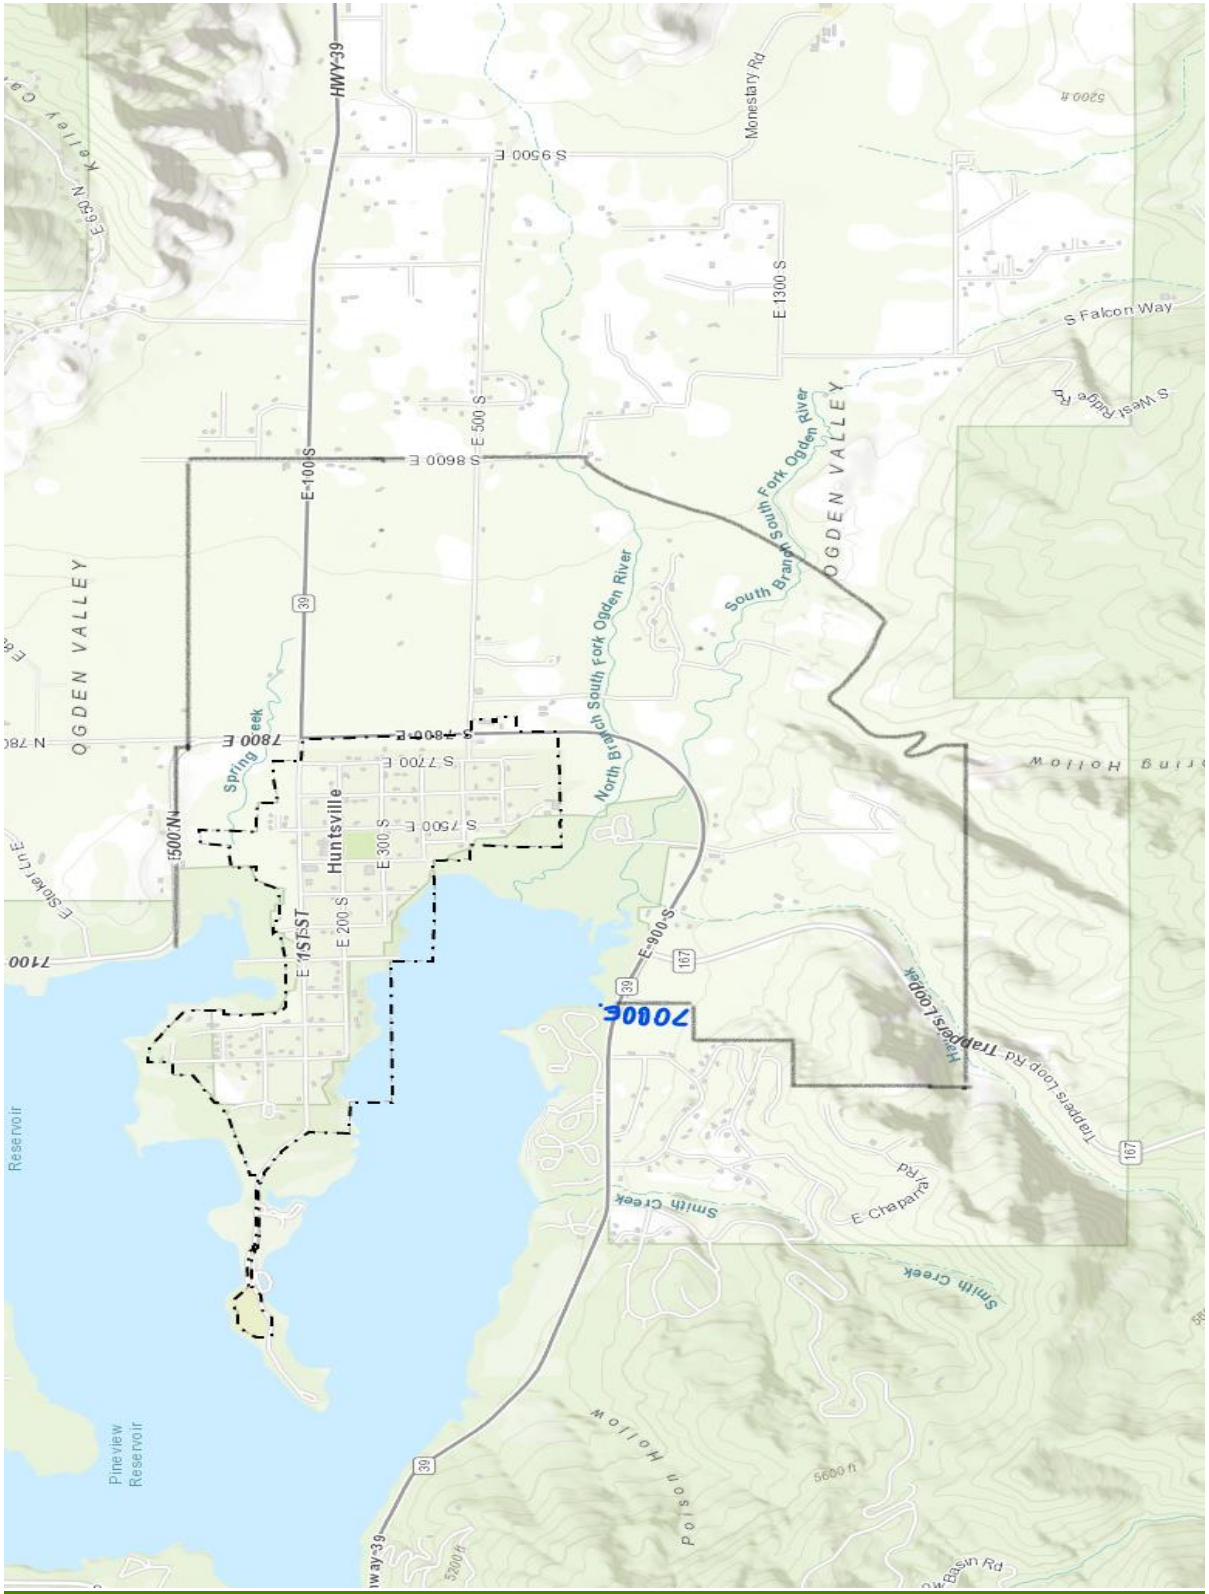 HWY-39
Monestary Rd
5200 ft
S 9500 E
E 650 N
Kelley Ca
E 1300 S
S Falcon Way
S West Ridge Rd
E 500 S
S 8600 E
E-100-S
OGDEN VALLEY
South Branch South Fork Ogden River
OGDEN VALLEY
39
North Branch South Fork Ogden River
N 780
7800 E
Spring Creek
S 7800 E
S 7700 E
S 7500 E
oring Hollow
E 500 N
Huntsville
E 300 S
E Stoker Ln E
E 200 S
1ST ST
E-900-S
7100
167
39
7080E.
Trappers Loop
Trappers Loop Rd
167
Reservoir
Smith Creek
E Chaparral Rd
Smith Creek
Pineview
Reservoir
39
Poison Hollow
5600 ft
5200 ft
way-39
w Basin Rd